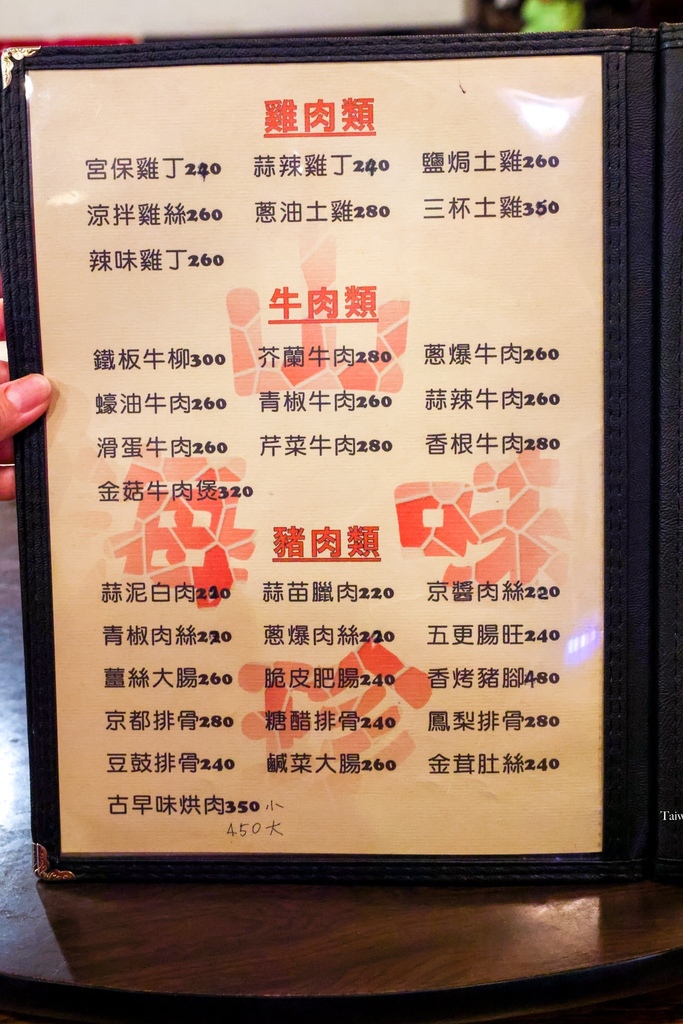 雞肉類
宮保雞丁240 蒜辣雞丁240 鹽焗土雞260
涼拌雞絲260 蔥油土雞280 三杯土雞350
辣味雞丁260
牛肉類
鐵板牛柳300 芥蘭牛肉280 蔥爆牛肉260
蠔油牛肉260 青椒牛肉260 蒜辣牛肉260
滑蛋牛肉260 芹菜牛肉280 香根牛肉280
金菇牛肉煲320
豬肉類
蒜泥白肉220 蒜苗臘肉220 京醬肉絲220
青椒肉絲220 蔥爆肉絲220 五更腸旺240
薑絲大腸260 脆皮肥腸240 香烤豬腳480
京都排骨280 糖醋排骨240 鳳梨排骨280
豆鼓排骨240 鹹菜大腸260 金茸肚絲240
古早味烘肉350 小
450大
Taiw